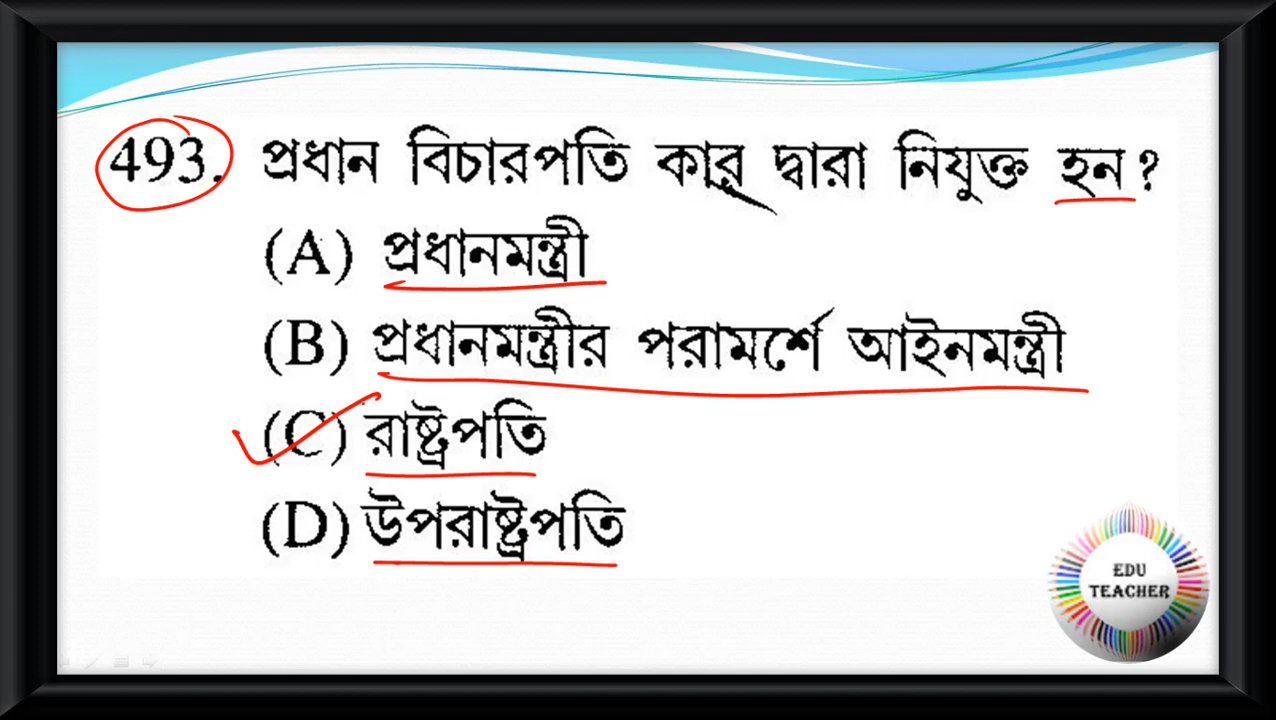 493. প্রধান বিচারপতি কার দ্বারা নিযুক্ত হন?
(A) প্রধানমন্ত্রী
(B) প্রধানমন্ত্রীর পরামর্শে আইনমন্ত্রী
(C) রাষ্ট্রপতি
(D) উপরাষ্ট্রপতি
EDU
TEACHER